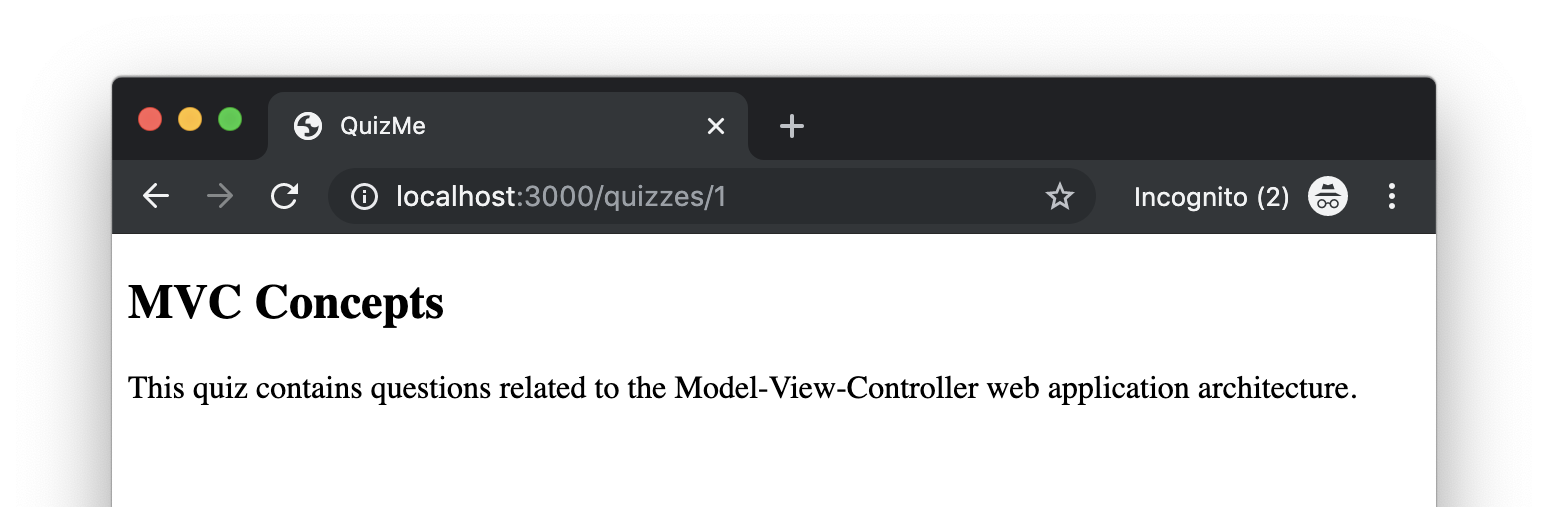 QuizMe
localhost:3000/quizzes/1 Incognito (2)
MVC Concepts
This quiz contains questions related to the Model-View-Controller web application architecture.